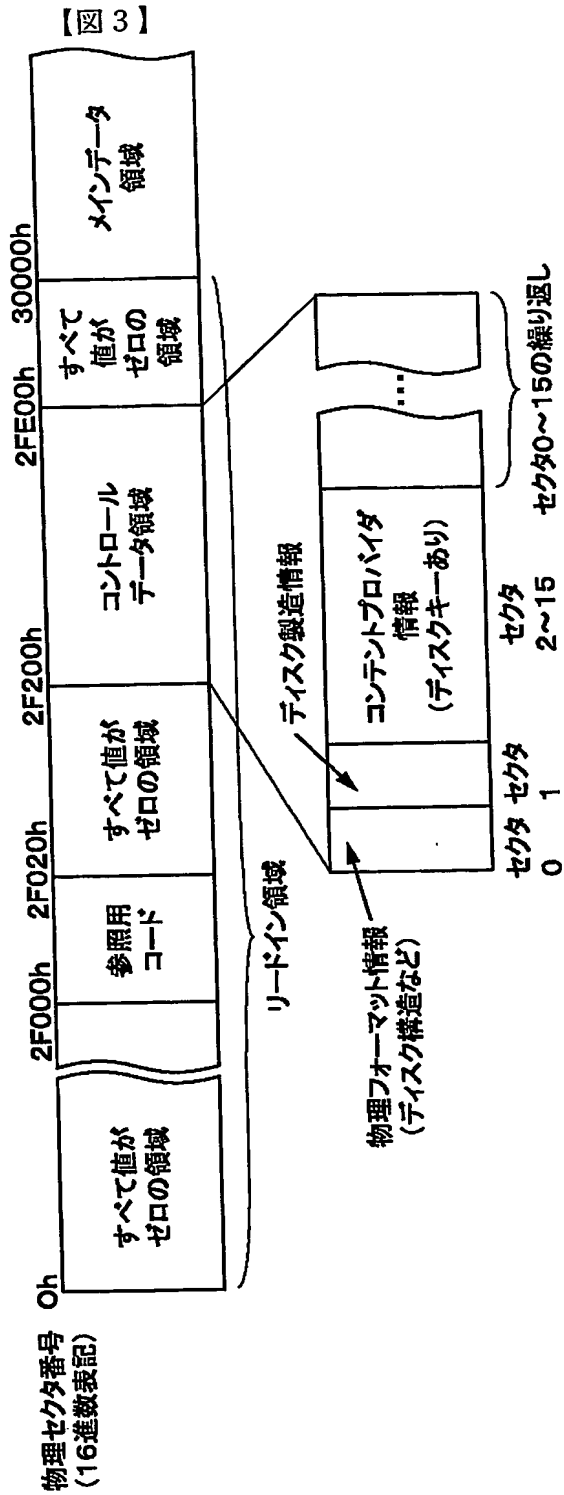 【図3】
物理セクタ番号
(16進数表記)
0h
2F000h
2F020h
2F200h
2FE00h
30000h
すべて値が
ゼロの領域
参照用
コード
すべて値が
ゼロの領域
コントロール
データ領域
すべて
値が
ゼロの
領域
メインデータ
領域
リードイン領域
物理フォーマット情報
(ディスク構造など)
ディスク製造情報
コンテントプロバイダ
情報
(ディスクキーあり)
....
セクタ
0
セクタ
1
セクタ
2~15
セクタ0~15の繰り返し